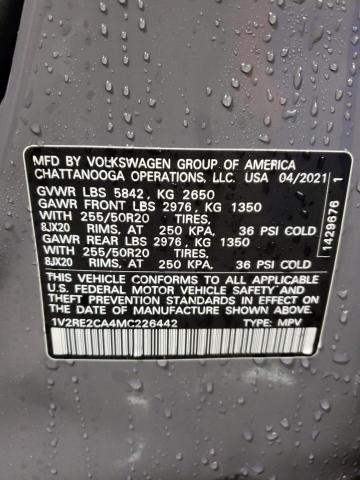 MFD BY VOLKSWAGEN GROUP OF AMERICA
CHATTANOOGA OPERATIONS, LLC. USA 04/2021
GVWR LBS 5842, KG 2650
GAWR FRONT LBS 2976, KG 1350
WITH 255/50R20 TIRES,
8JX20 RIMS, AT 250 KPA, 36 PSI COLD
GAWR REAR LBS 2976, KG 1350
WITH 255/50R20 TIRES,
8JX20 RIMS, AT 250 KPA, 36 PSI COLD
THIS VEHICLE CONFORMS TO ALL APPLICABLE
U.S. FEDERAL MOTOR VEHICLE SAFETY AND
THEFT PREVENTION STANDARDS IN EFFECT ON
THE DATE OF MANUFACTURE SHOWN ABOVE.
1V2RE2CA4MC226442 TYPE: MPV
1429876 1